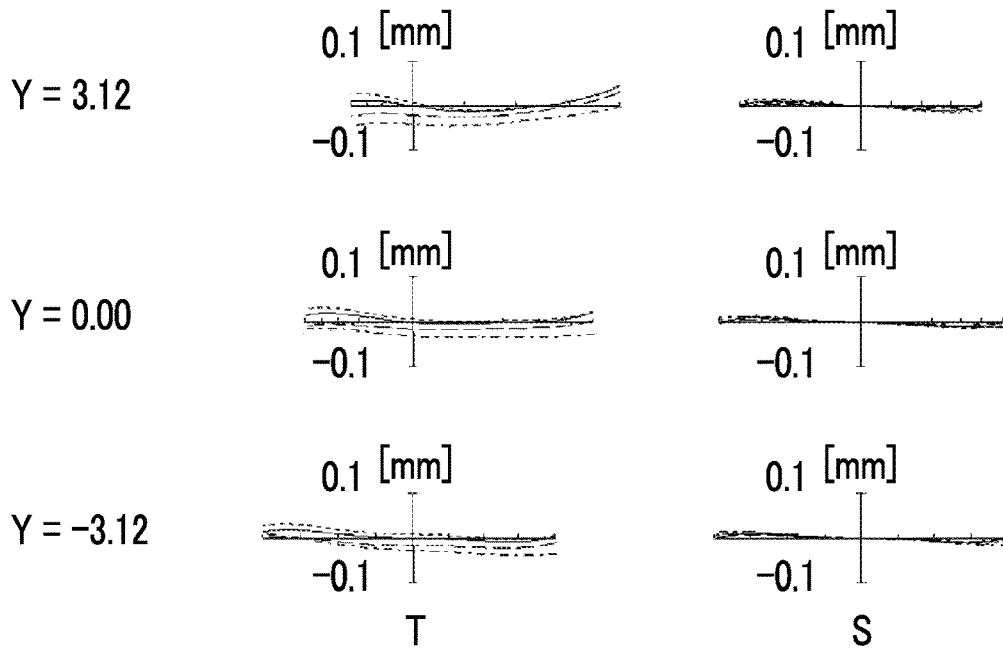 0.1 [mm] 0.1 [mm]
Y = 3.12
−0.1 −0.1
0.1 [mm] 0.1 [mm]
Y = 0.00
−0.1 −0.1
0.1 [mm] 0.1 [mm]
Y = −3.12
−0.1 −0.1
T S